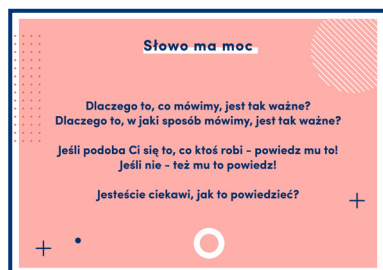 Słowo ma moc
Dlaczego to, co mówimy, jest tak ważne?
Dlaczego to, w jaki sposób mówimy, jest tak ważne?
Jeśli podoba Ci się to, co ktoś robi - powiedz mu to!
Jeśli nie - też mu to powiedz!
Jesteście ciekawi, jak to powiedzieć?